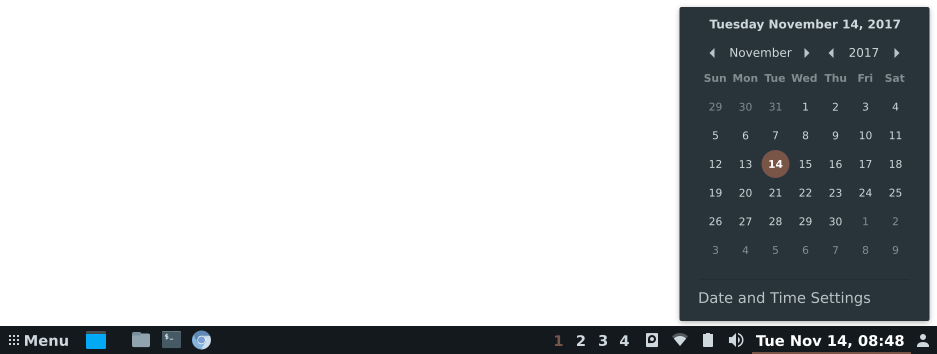 Tuesday November 14, 2017
November 2017
Sun Mon Tue Wed Thu Fri Sat
29 30 31 1 2 3 4
5 6 7 8 9 10 11
12 13 14 15 16 17 18
19 20 21 22 23 24 25
26 27 28 29 30 1 2
3 4 5 6 7 8 9
Date and Time Settings
Menu $- 1 2 3 4 Tue Nov 14, 08:48